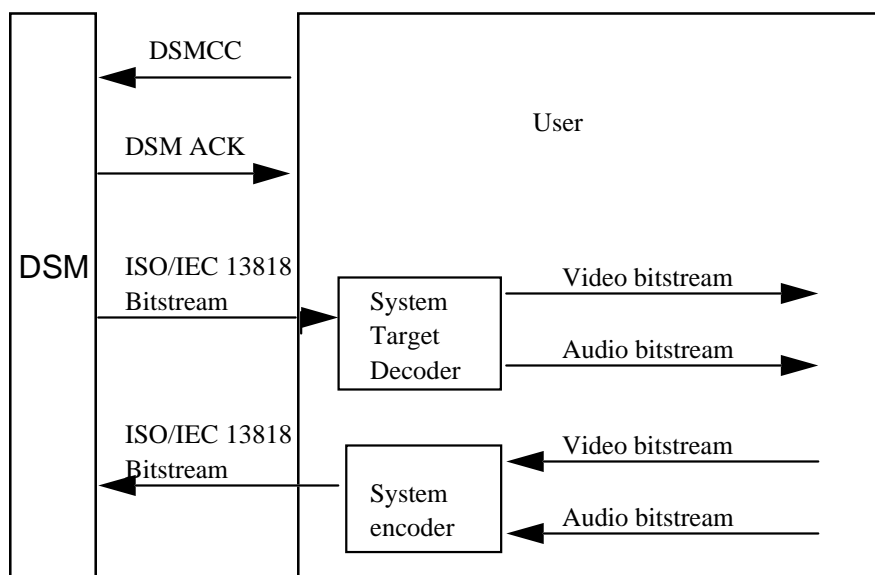 DSMCC
User
DSM ACK
DSM
ISO/IEC 13818
Bitstream
System
Target
Decoder
Video bitstream
Audio bitstream
ISO/IEC 13818
Bitstream
System
encoder
Video bitstream
Audio bitstream